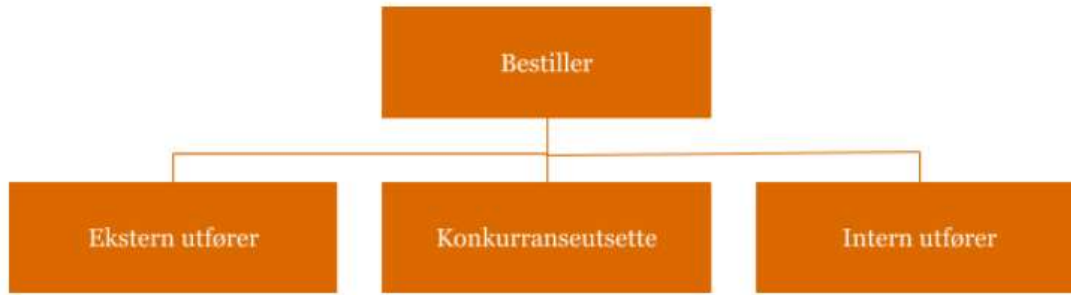 Bestiller
Ekstern utfører
Konkurranseutsette
Intern utfører